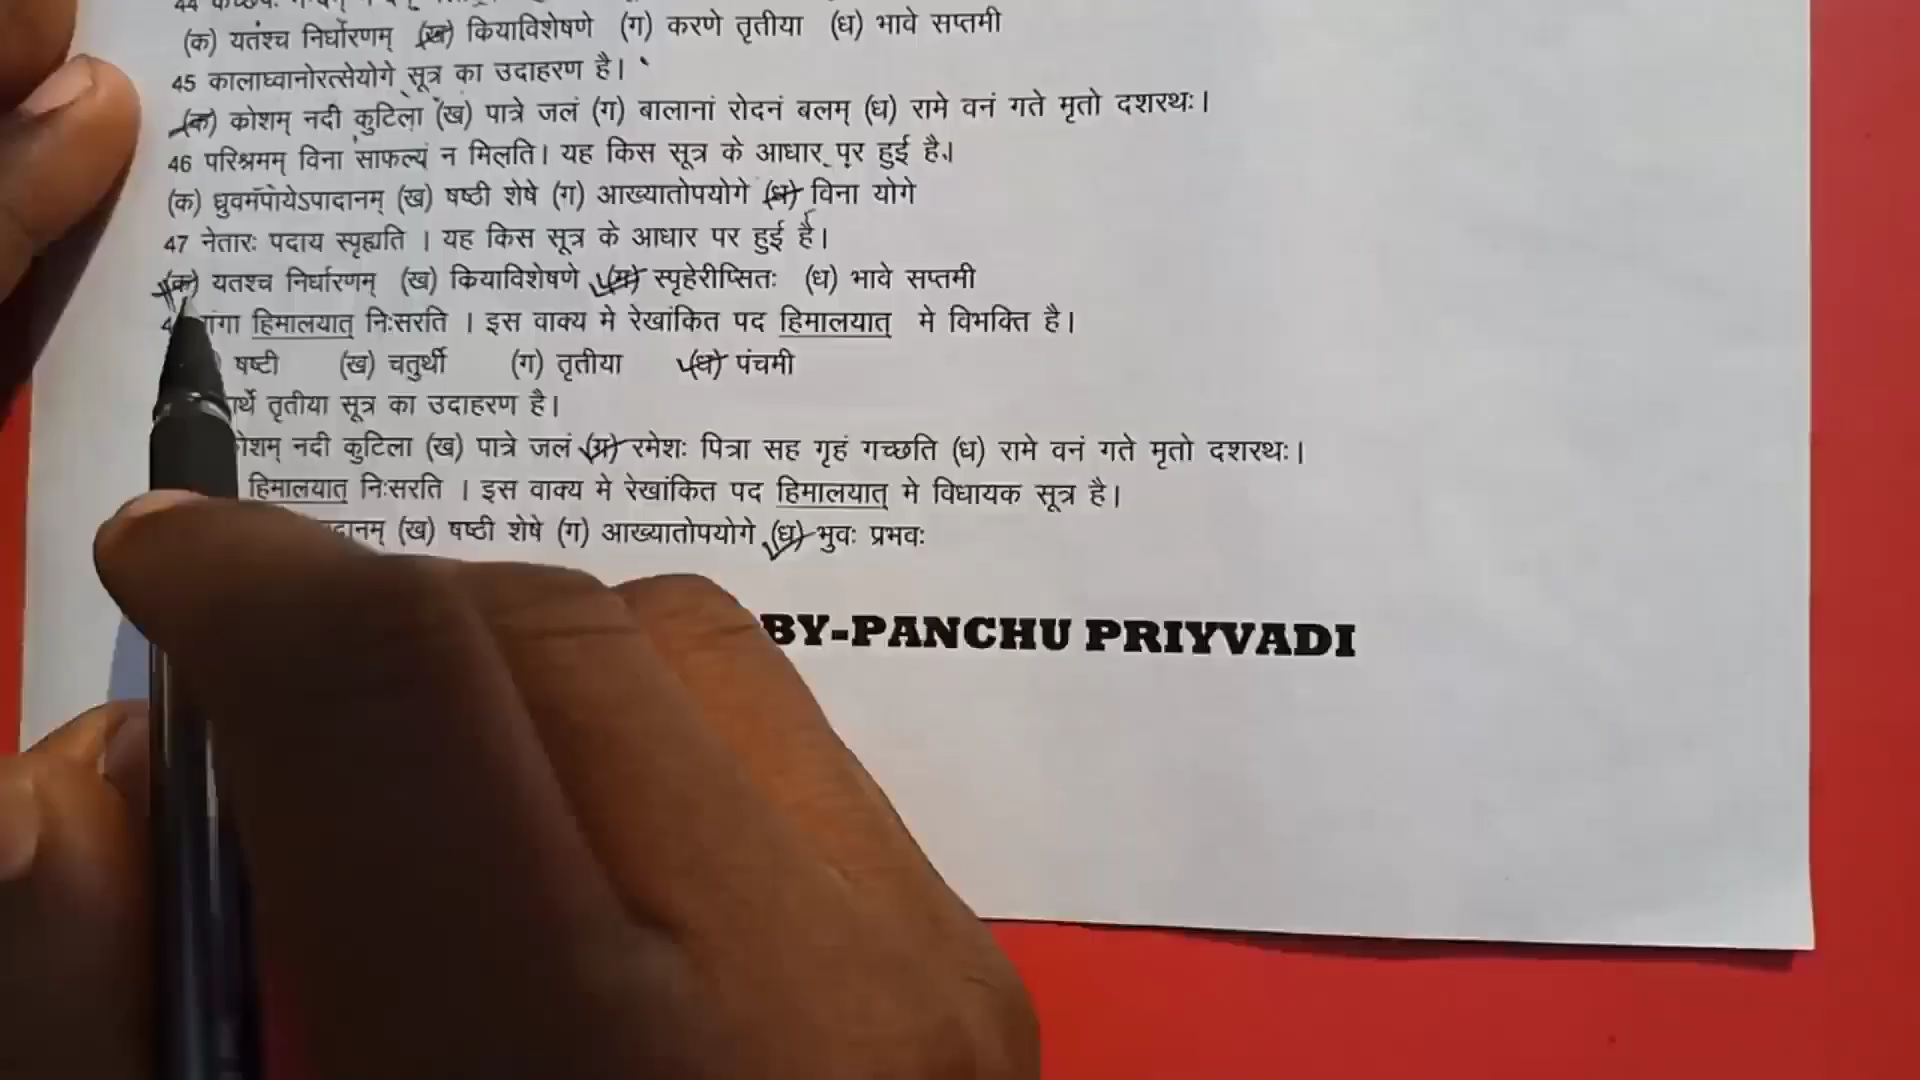 44
(क) यतंश्च निर्घोरणम् (ख) कियाविशेषणे (ग) करणे तृतीया (ध) भावे सप्तमी
45 कालाध्वानोरत्सेयोगे सूत्र का उदाहरण है।
(क) कोशम् नदी कुटिला (ख) पात्रे जलं (ग) बालानां रोदनं बलम् (ध) रामे वनं गते मृतो दशरथः।
46 परिश्रमम् विना साफल्यं न मिलति। यह किस सूत्र के आधार पर हुई है।
(क) ध्रुवमपायेऽपादानम् (ख) षष्ठी शेषे (ग) आख्यातोपयोगे (ध) विना योगे
47 नेतारः पदाय स्पृह्यति । यह किस सूत्र के आधार पर हुई है।
(क) यतश्च निर्धारणम् (ख) कियाविशेषणे (ग) स्पृहेरीप्सितः (ध) भावे सप्तमी
गंगा हिमालयात् निःसरति । इस वाक्य मे रेखांकित पद हिमालयात् मे विभक्ति है।
षष्टी (ख) चतुर्थी (ग) तृतीया (ध) पंचमी
तृतीया सूत्र का उदाहरण है।
नदी कुटिला (ख) पात्रे जलं (ग) रमेशः पित्रा सह गृहं गच्छति (ध) रामे वनं गते मृतो दशरथः।
हिमालयात् निःसरति । इस वाक्य मे रेखांकित पद हिमालयात् मे विधायक सूत्र है।
(ख) षष्ठी शेषे (ग) आख्यातोपयोगे (ध) भुवः प्रभवः
BY-PANCHU PRIYVADI